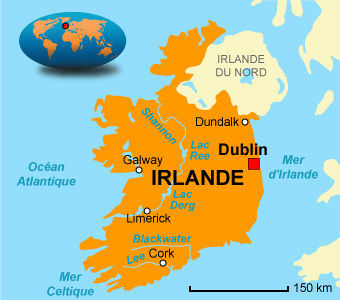 IRLANDE
DU NORD
Dundalk
Shannon
Lac
Ree
Dublin
Galway
Mer
d'Irlande
Océan
Atlantique
IRLANDE
Lac
Derg
Limerick
Blackwater
Lee
Cork
Mer
Celtique
150 km